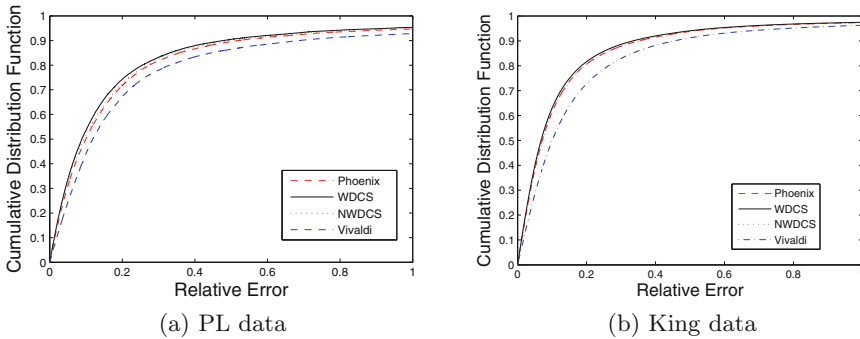 Cumulative Distribution Function
1
0.9
0.8
0.7
0.6
0.5
0.4
0.3
0.2
0.1
0
0
0.2
0.4
0.6
0.8
1
Relative Error
Phoenix
WDCS
NWDCS
Vivaldi
(a) PL data
Cumulative Distribution Function
1
0.9
0.8
0.7
0.6
0.5
0.4
0.3
0.2
0.1
0
0
0.2
0.4
0.6
0.8
Relative Error
Phoenix
WDCS
NWDCS
Vivaldi
(b) King data